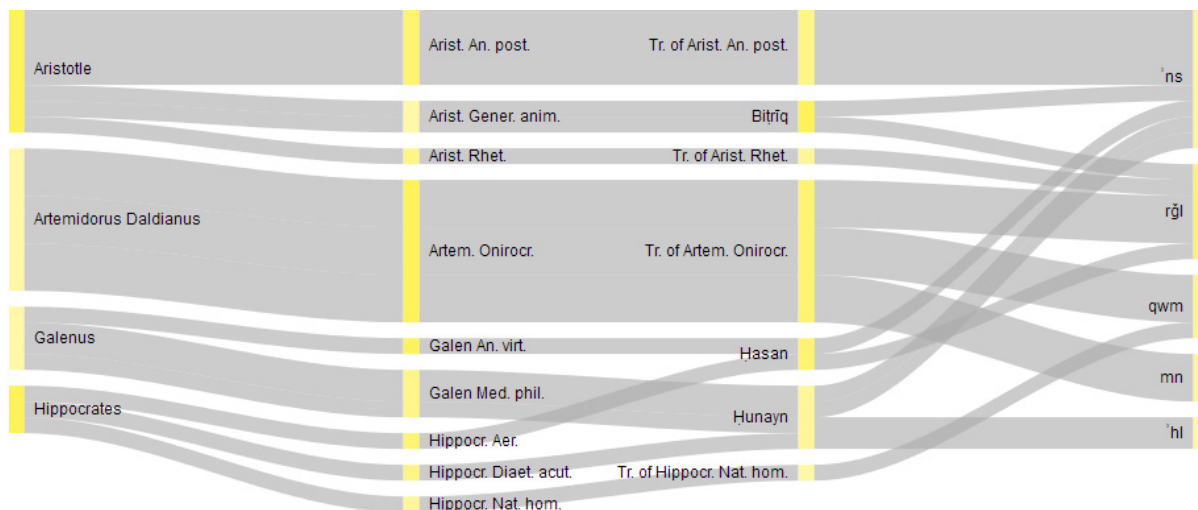 Aristotle
Artemidorus Daldianus
Galenus
Hippocrates
Arist. An. post.
Arist. Gener. anim.
Arist. Rhet.
Artem. Onirocr.
Galen An. virt.
Galen Med. phil.
Hippocr. Aer.
Hippocr. Diaet. acut.
Hippocr. Nat. hom.
Tr. of Arist. An. post.
Biṭrīq
Tr. of Arist. Rhet.
Tr. of Artem. Onirocr.
Ḥasan
Ḥunayn
Tr. of Hippocr. Nat. hom.
ʾns
rǧl
qwm
mn
ʾhl